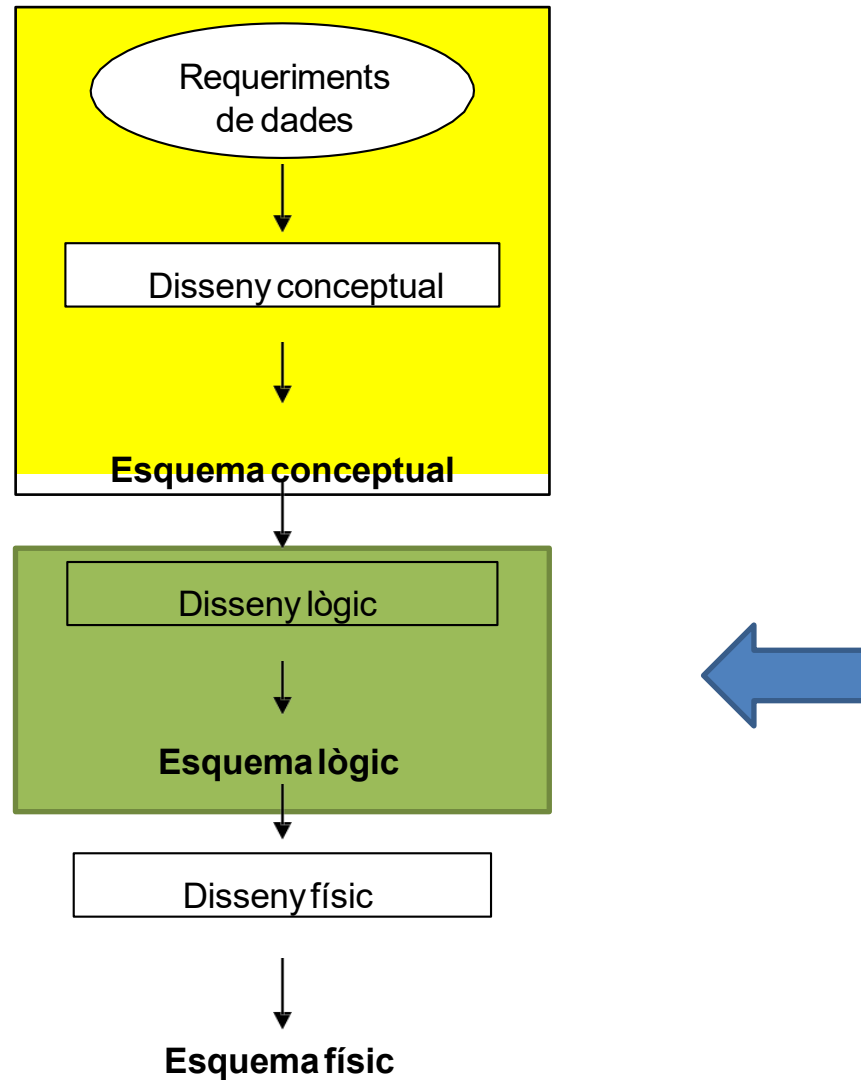 Requeriments
de dades
Disseny conceptual
Esquema conceptual
Disseny lògic
Esquema lògic
Disseny físic
Esquema físic